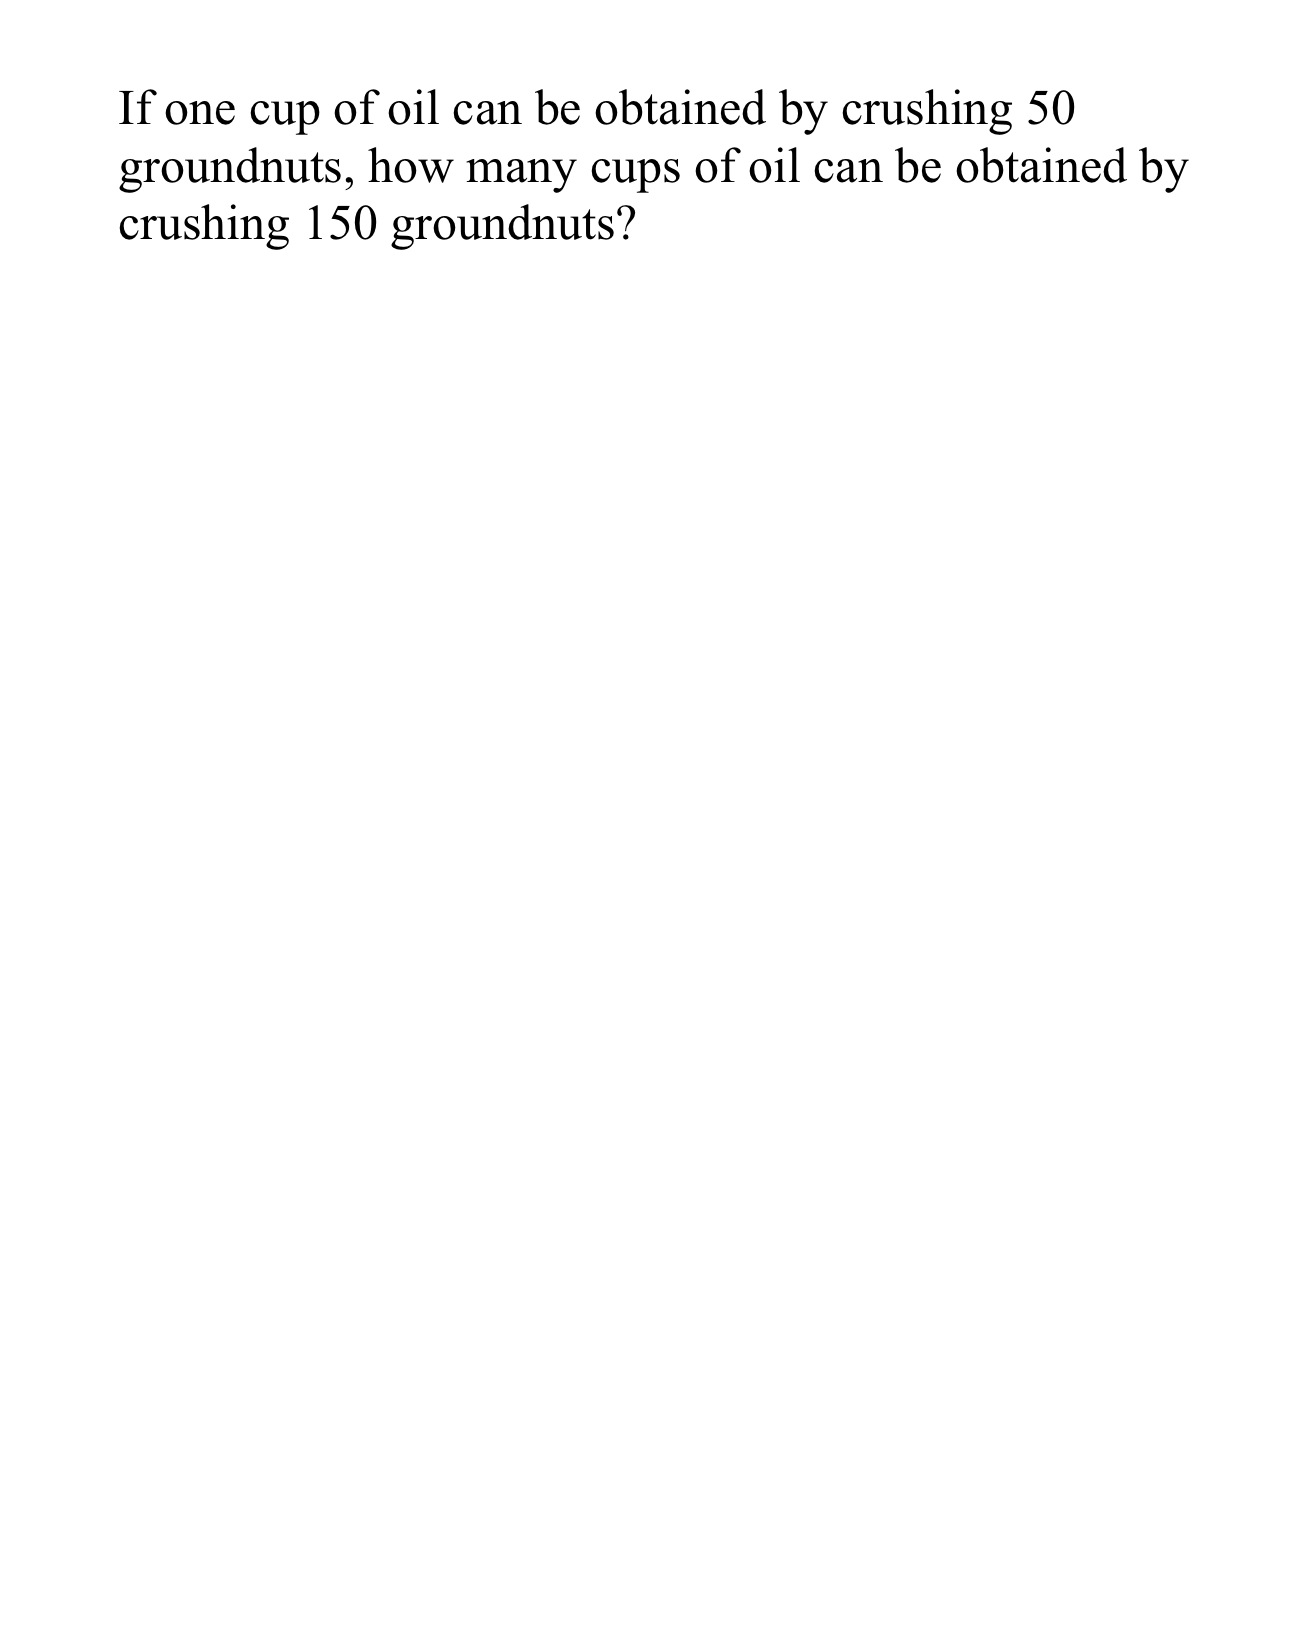 If one cup of oil can be obtained by crushing 50
groundnuts, how many cups of oil can be obtained by
crushing 150 groundnuts?